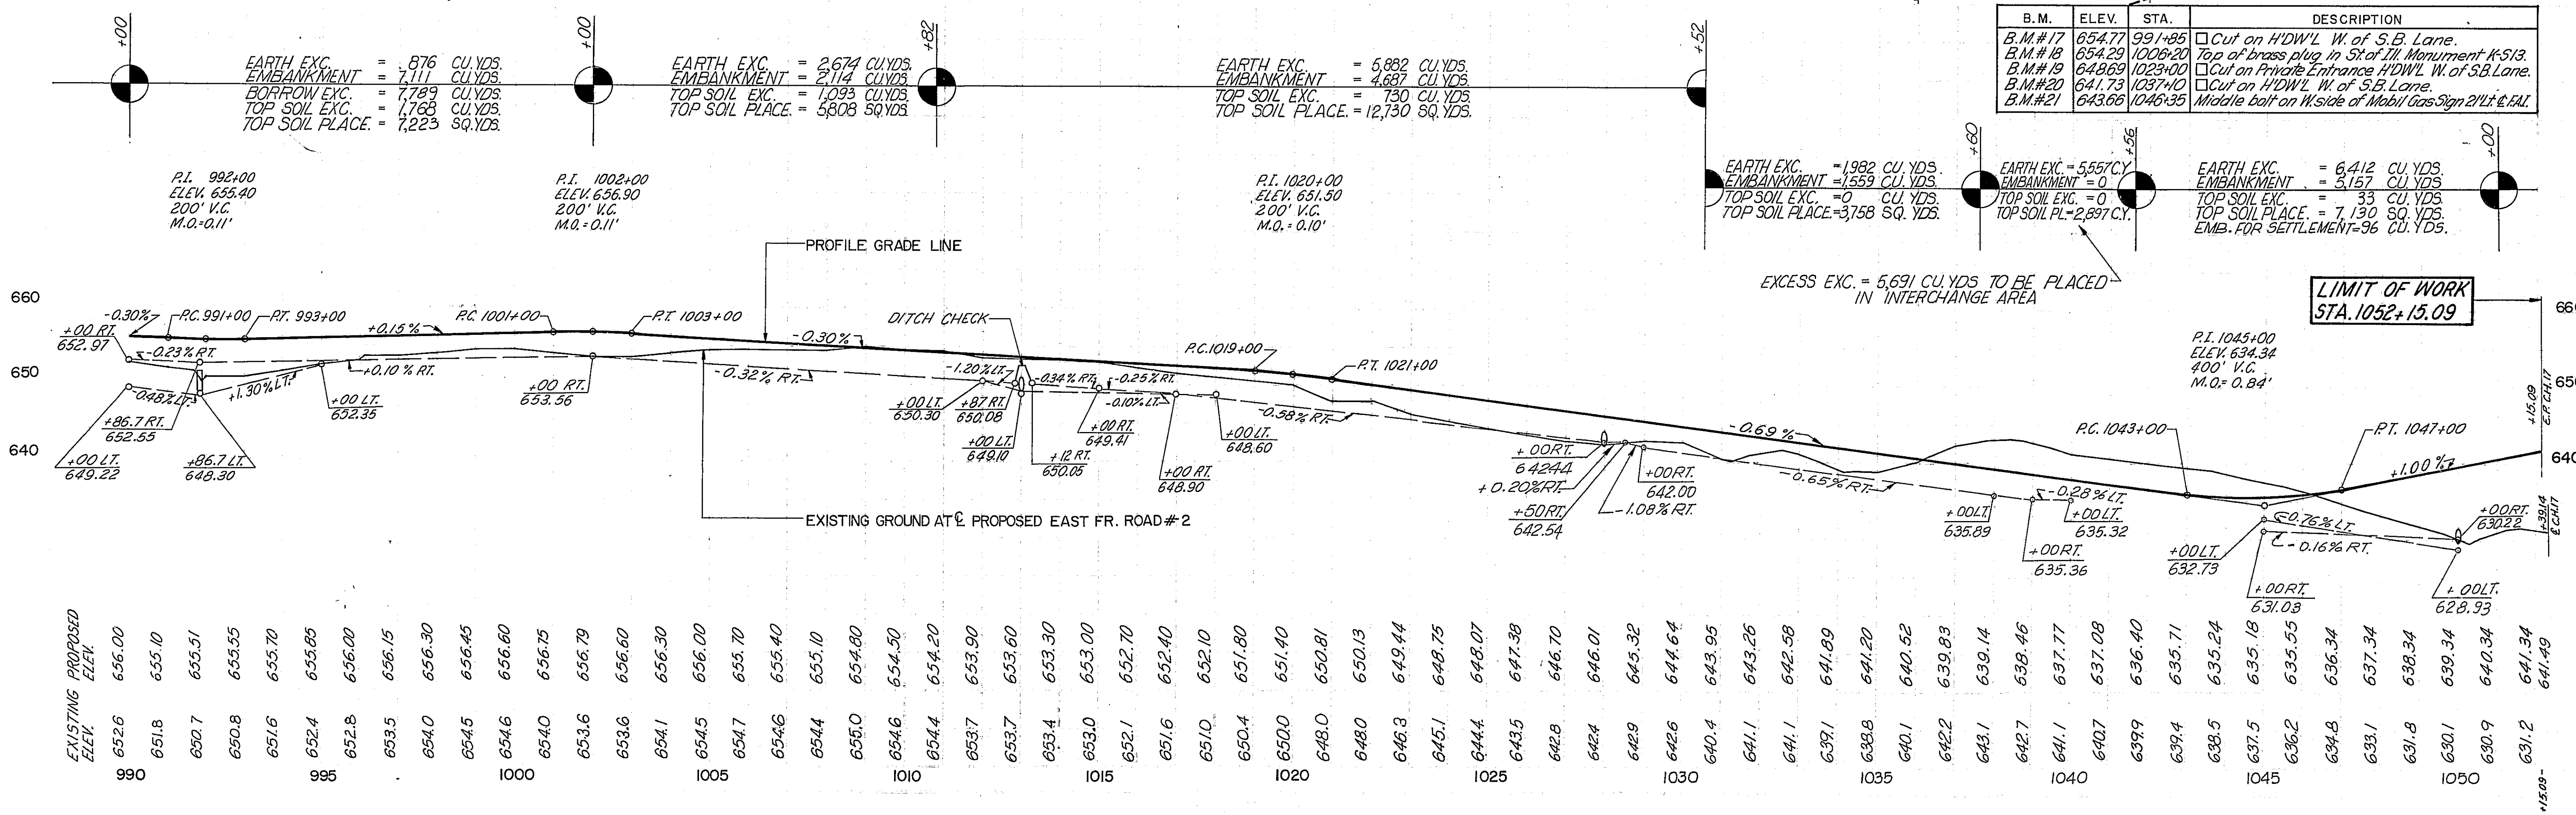 B.M. ELEV. STA. DESCRIPTION
B.M.#17 654.77 991+85 □ Cut on H'DW'L W. of S.B. Lane.
B.M.#18 654.29 1006+20 Top of brass plug in St. of Ill. Monument K-S13.
B.M.#19 648.69 1023+00 □ Cut on Private Entrance H'DW'L W. of S.B. Lane.
B.M.#20 641.73 1037+10 □ Cut on H'DW'L W. of S.B. Lane.
B.M.#21 643.66 1046+35 Middle bolt on W. side of Mobil Gas Sign 21' Lt. ℄ F.A.I.
+00
+00
+82
+52
EARTH EXC. = 876 CU.YDS.
EMBANKMENT = 7,111 CU.YDS.
BORROW EXC. = 7,789 CU.YDS.
TOP SOIL EXC. = 1,768 CU.YDS.
TOP SOIL PLACE. = 7,223 SQ.YDS.
EARTH EXC. = 2,674 CU.YDS.
EMBANKMENT = 2,114 CU.YDS.
TOP SOIL EXC. = 1,093 CU.YDS.
TOP SOIL PLACE. = 5,808 SQ.YDS.
EARTH EXC. = 5,882 CU.YDS.
EMBANKMENT = 4,687 CU.YDS.
TOP SOIL EXC. = 730 CU.YDS.
TOP SOIL PLACE. = 12,730 SQ.YDS.
+60
+56
+00
EARTH EXC. = 1,982 CU.YDS.
EMBANKMENT = 1,559 CU.YDS.
TOP SOIL EXC. = 0 CU.YDS.
TOP SOIL PLACE. = 3,758 SQ.YDS.
EARTH EXC. = 5,557 C.Y.
EMBANKMENT = 0
TOP SOIL EXC. = 0
TOP SOIL PL. = 2,897 C.Y.
EARTH EXC. = 6,412 CU.YDS.
EMBANKMENT = 5,157 CU.YDS.
TOP SOIL EXC. = 33 CU.YDS.
TOP SOIL PLACE. = 7,130 SQ.YDS.
EMB. FOR SETTLEMENT = 96 CU.YDS.
P.I. 992+00
ELEV. 655.40
200' V.C.
M.O. = 0.11'
P.I. 1002+00
ELEV. 656.90
200' V.C.
M.O. = 0.11'
P.I. 1020+00
ELEV. 651.50
200' V.C.
M.O. = 0.10'
PROFILE GRADE LINE
EXCESS EXC. = 5,691 CU.YDS TO BE PLACED
IN INTERCHANGE AREA
LIMIT OF WORK
STA. 1052+15.09
P.I. 1045+00
ELEV. 634.34
400' V.C.
M.O. = 0.84'
660
650
640
-0.30%
P.C. 991+00
P.T. 993+00
+0.15%
P.C. 1001+00
P.T. 1003+00
-0.30%
DITCH CHECK
P.C. 1019+00
P.T. 1021+00
-0.69%
P.C. 1043+00
P.T. 1047+00
+1.00%
+15.09
E.P. C.H. 17
+39.14
℄ C.H. 17
+00 RT.
652.97
-0.23% RT.
-0.48% LT.
+1.30% LT.
+0.10% RT.
+00 LT.
652.35
+86.7 RT.
652.55
+00 LT.
649.22
+86.7 LT.
648.30
+00 RT.
653.56
-0.32% RT.
-1.20% LT.
-0.34% RT.
-0.25% RT.
-0.10% LT.
+00 LT.
650.30
+87 RT.
650.08
+00 LT.
649.10
+12 RT.
650.05
+00 RT.
649.41
+00 RT.
648.90
+00 LT.
648.60
-0.58% RT.
+00 RT.
642.44
+0.20% RT.
+50 RT.
642.54
-1.08% RT.
+00 RT.
642.00
-0.65% RT.
+00 LT.
635.89
-0.28% LT.
+00 LT.
635.32
+00 RT.
635.36
+00 LT.
632.73
-0.76% LT.
-0.16% RT.
+00 RT.
631.03
+00 RT.
630.22
+00 LT.
628.93
EXISTING GROUND AT ℄ PROPOSED EAST FR. ROAD #2
PROPOSED ELEV. 656.00 655.10 655.51 655.55 655.70 655.85 656.00 656.15 656.30 656.45 656.60 656.75 656.79 656.60 656.30 656.00 655.70 655.40 655.10 654.80 654.50 654.20 653.90 653.60 653.30 653.00 652.70 652.40 652.10 651.80 651.40 650.81 650.13 649.44 648.75 648.07 647.38 646.70 646.01 645.32 644.64 643.95 643.26 642.58 641.89 641.20 640.52 639.83 639.14 638.46 637.77 637.08 636.40 635.71 635.24 635.18 635.55 636.34 637.34 638.34 639.34 640.34 641.34 641.49
EXISTING ELEV. 652.6 651.8 650.7 650.8 651.6 652.4 652.8 653.5 654.0 654.5 654.6 654.0 653.6 653.6 654.1 654.5 654.7 654.6 654.4 655.0 654.6 654.4 653.7 653.7 653.4 653.0 652.1 651.6 651.0 650.4 650.0 648.0 648.0 646.3 645.1 644.4 643.5 642.8 642.4 642.9 642.6 640.4 641.1 641.1 639.1 638.8 640.1 642.2 643.1 642.7 641.1 640.7 639.9 639.4 638.5 637.5 636.2 634.8 633.1 631.8 630.1 630.9 631.2
990 995 1000 1005 1010 1015 1020 1025 1030 1035 1040 1045 1050 +15.09